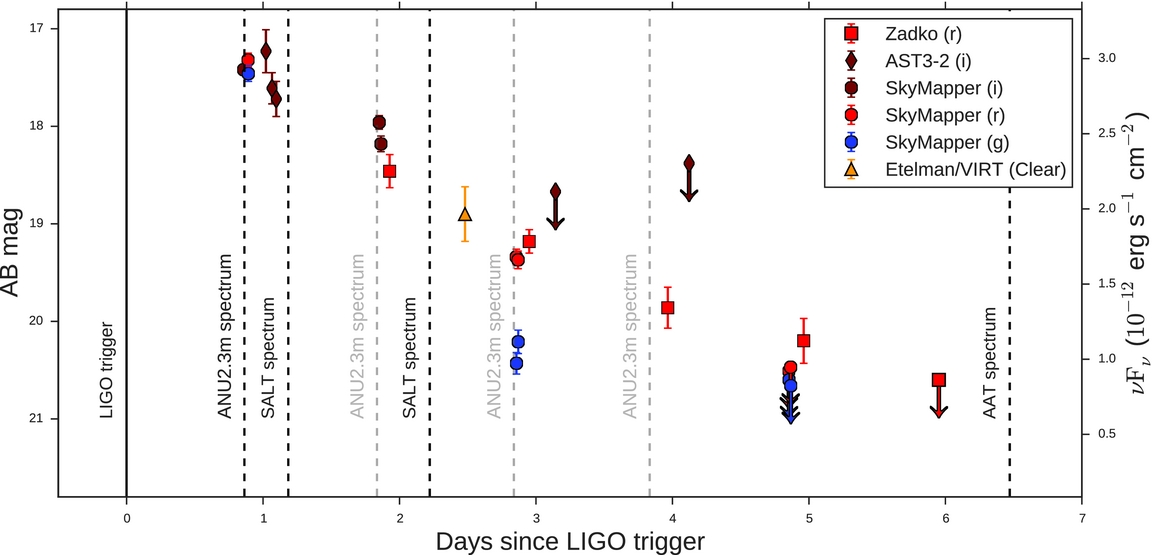 17
18
19
20
21
AB mag
LIGO trigger
ANU2.3m spectrum
SALT spectrum
ANU2.3m spectrum
SALT spectrum
ANU2.3m spectrum
ANU2.3m spectrum
AAT spectrum
Zadko (r)
AST3-2 (i)
SkyMapper (i)
SkyMapper (r)
SkyMapper (g)
Etelman/VIRT (Clear)
3.0
2.5
2.0
1.5
1.0
0.5
νFν (10⁻¹² erg s⁻¹ cm⁻²)
0 1 2 3 4 5 6 7
Days since LIGO trigger